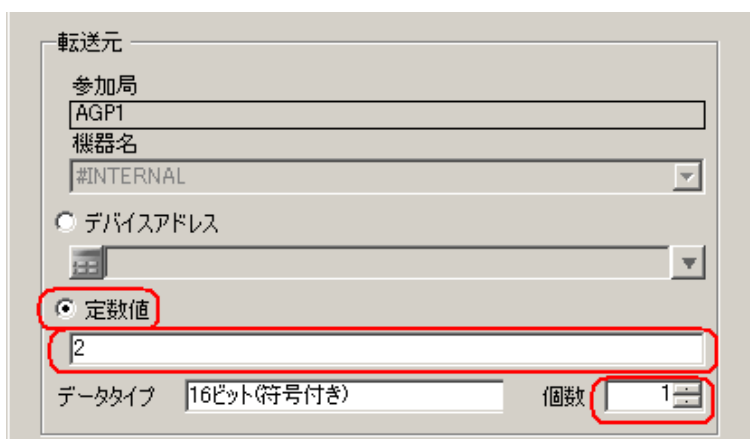 転送元
参加局
AGP1
機器名
#INTERNAL
デバイスアドレス
定数値
2
データタイプ 16ビット(符号付き) 個数 1